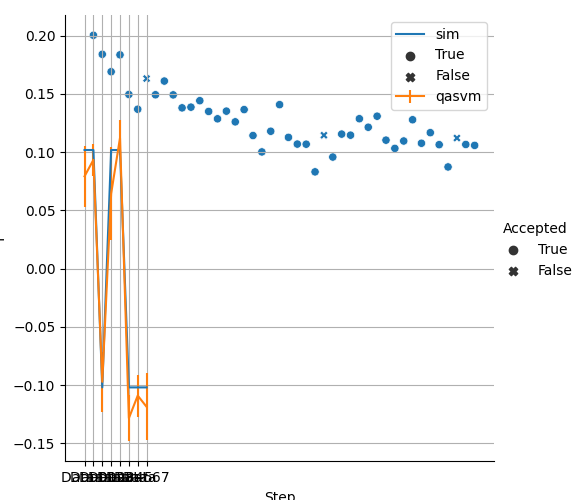 0.20
0.15
0.10
0.05
0.00
−0.05
−0.10
−0.15
sim
True
False
qasvm
Accepted
True
False
Step